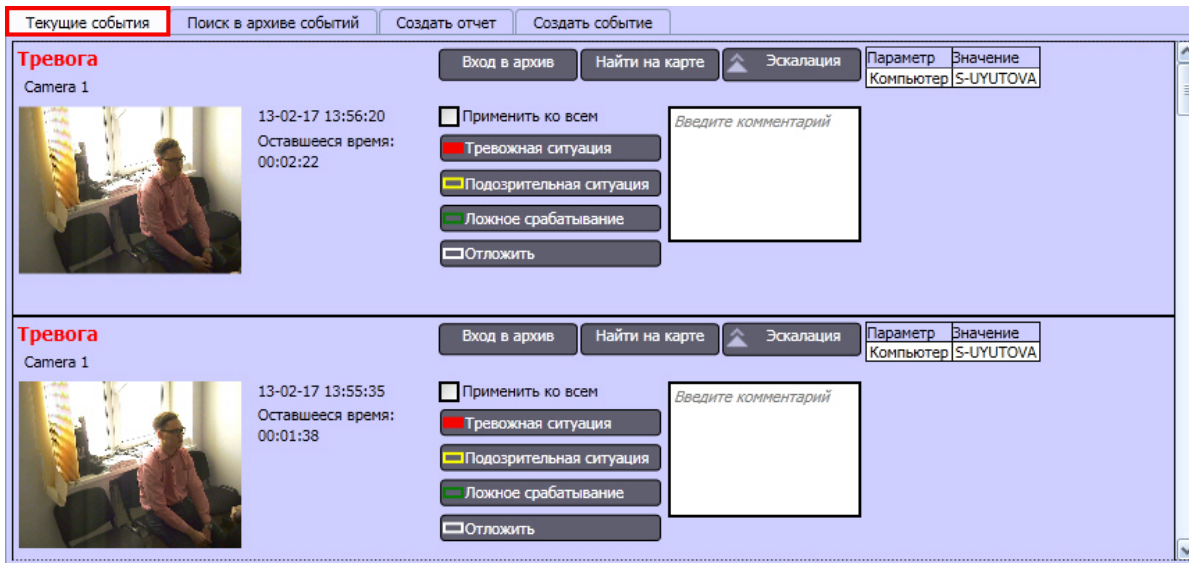 Текущие события Поиск в архиве событий Создать отчет Создать событие
Тревога Вход в архив Найти на карте Эскалация Параметр Значение
Camera 1 Компьютер S-UYUTOVA
13-02-17 13:56:20 Применить ко всем Введите комментарий
Оставшееся время: Тревожная ситуация
00:02:22
Подозрительная ситуация
Ложное срабатывание
Отложить
Тревога Вход в архив Найти на карте Эскалация Параметр Значение
Camera 1 Компьютер S-UYUTOVA
13-02-17 13:55:35 Применить ко всем Введите комментарий
Оставшееся время: Тревожная ситуация
00:01:38
Подозрительная ситуация
Ложное срабатывание
Отложить